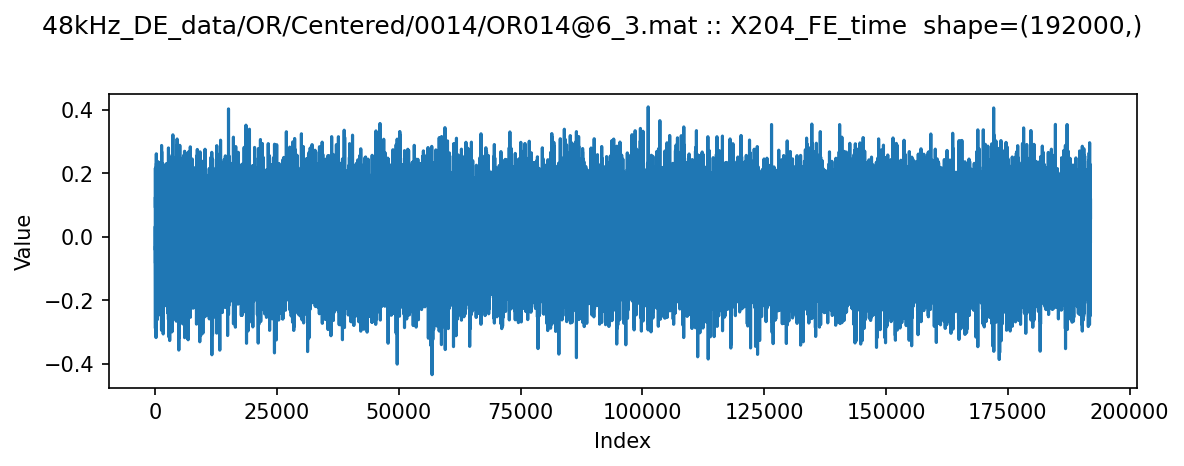 48kHz_DE_data/OR/Centered/0014/OR014@6_3.mat :: X204_FE_time  shape=(192000,)
0.4
0.2
0.0
−0.2
−0.4
Value
0 25000 50000 75000 100000 125000 150000 175000 200000
Index